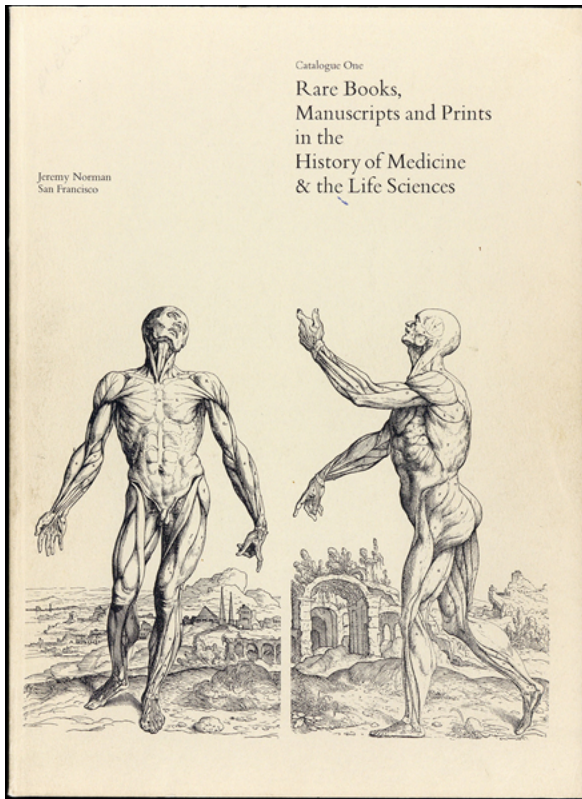 Catalogue One
Rare Books,
Manuscripts and Prints
in the
History of Medicine
& the Life Sciences
Jeremy Norman
San Francisco